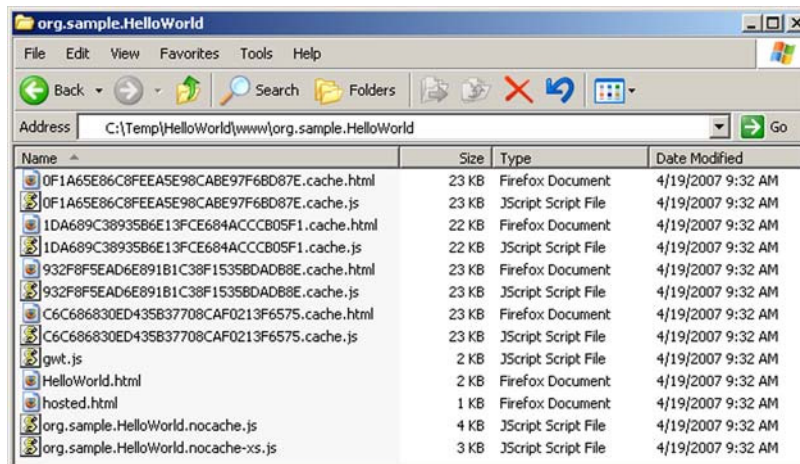 org.sample.HelloWorld
File Edit View Favorites Tools Help
Back Search Folders
Address C:\Temp\HelloWorld\www\org.sample.HelloWorld Go
Name Size Type Date Modified
0F1A65E86C8FEEA5E98CABE97F6BD87E.cache.html 23 KB Firefox Document 4/19/2007 9:32 AM
0F1A65E86C8FEEA5E98CABE97F6BD87E.cache.js 23 KB JScript Script File 4/19/2007 9:32 AM
1DA689C38935B6E13FCE684ACCCB05F1.cache.html 22 KB Firefox Document 4/19/2007 9:32 AM
1DA689C38935B6E13FCE684ACCCB05F1.cache.js 22 KB JScript Script File 4/19/2007 9:32 AM
932F8F5EAD6E891B1C38F1535BDADB8E.cache.html 23 KB Firefox Document 4/19/2007 9:32 AM
932F8F5EAD6E891B1C38F1535BDADB8E.cache.js 23 KB JScript Script File 4/19/2007 9:32 AM
C6C686830ED435B37708CAF0213F6575.cache.html 23 KB Firefox Document 4/19/2007 9:32 AM
C6C686830ED435B37708CAF0213F6575.cache.js 23 KB JScript Script File 4/19/2007 9:32 AM
gwt.js 2 KB JScript Script File 4/19/2007 9:32 AM
HelloWorld.html 2 KB Firefox Document 4/19/2007 9:32 AM
hosted.html 1 KB Firefox Document 4/19/2007 9:32 AM
org.sample.HelloWorld.nocache.js 4 KB JScript Script File 4/19/2007 9:32 AM
org.sample.HelloWorld.nocache-xs.js 3 KB JScript Script File 4/19/2007 9:32 AM